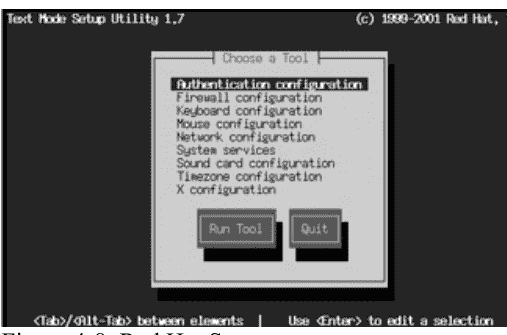 Text Mode Setup Utility 1.7 (c) 1999-2001 Red Hat,
Choose a Tool
Authentication configuration
Firewall configuration
Keyboard configuration
Mouse configuration
Network configuration
System services
Sound card configuration
Timezone configuration
X configuration
Run Tool Quit
<Tab>/<Alt-Tab> between elements | Use <Enter> to edit a selection